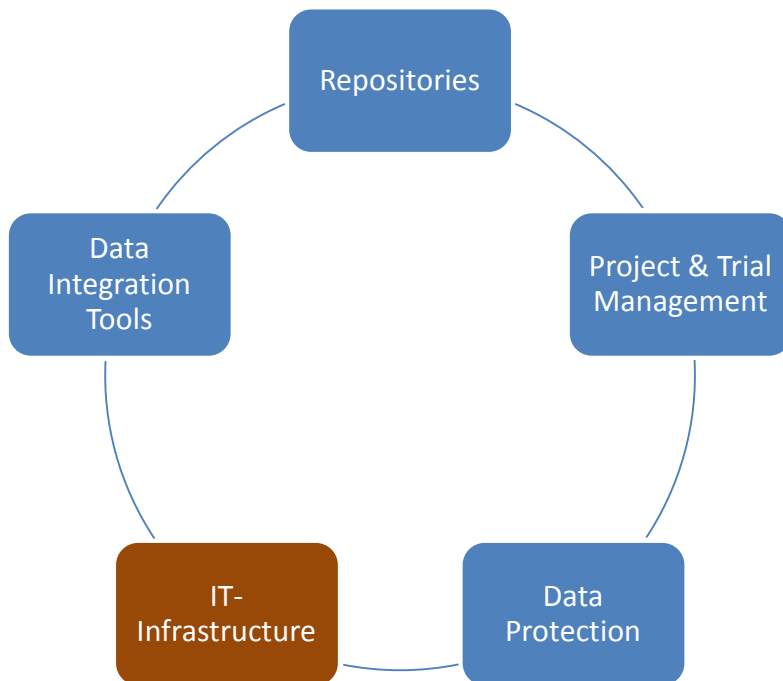 Repositories
Project & Trial
Management
Data
Protection
IT-
Infrastructure
Data
Integration
Tools